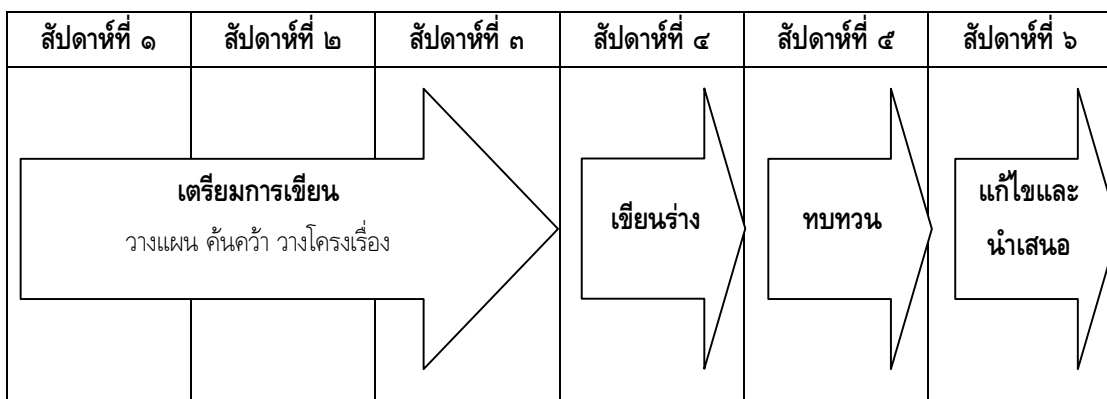 สัปดาห์ที่ ๑ สัปดาห์ที่ ๒ สัปดาห์ที่ ๓ สัปดาห์ที่ ๔ สัปดาห์ที่ ๕ สัปดาห์ที่ ๖
เตรียมการเขียน
วางแผน ค้นคว้า วางโครงเรื่อง
เขียนร่าง
ทบทวน
แก้ไขและ
นำเสนอ